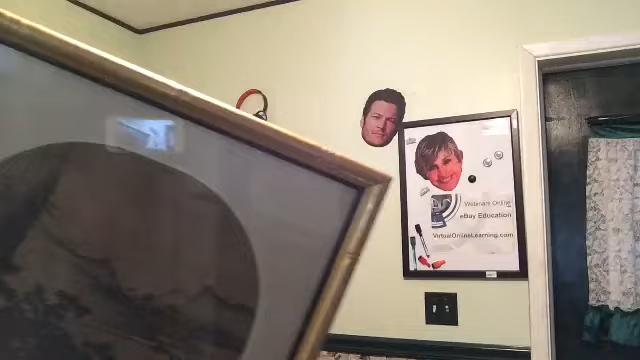 Webinars Online
eBay Education
VirtualOnlineLearning.com